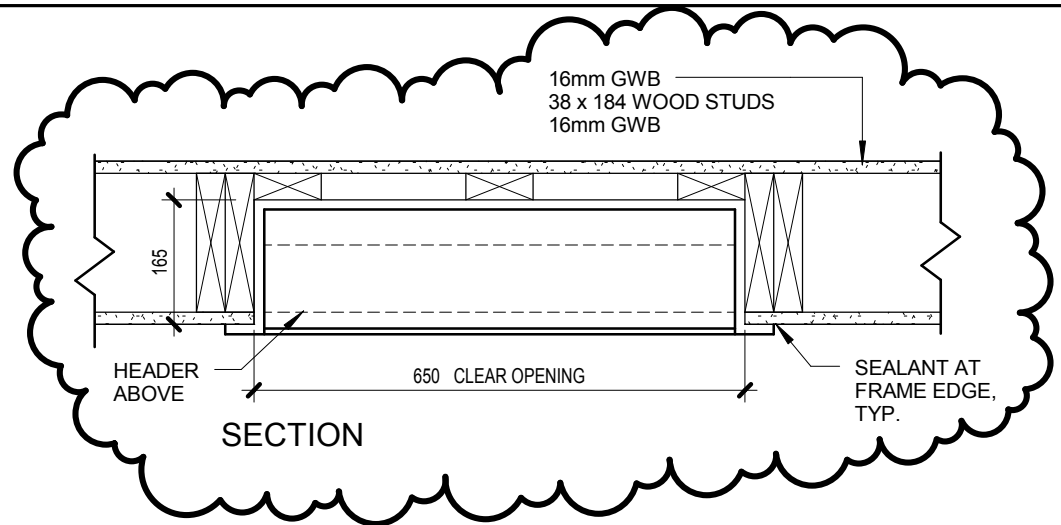 16mm GWB
38 x 184 WOOD STUDS
16mm GWB
165
HEADER
ABOVE
650 CLEAR OPENING
SEALANT AT
FRAME EDGE,
TYP.
SECTION